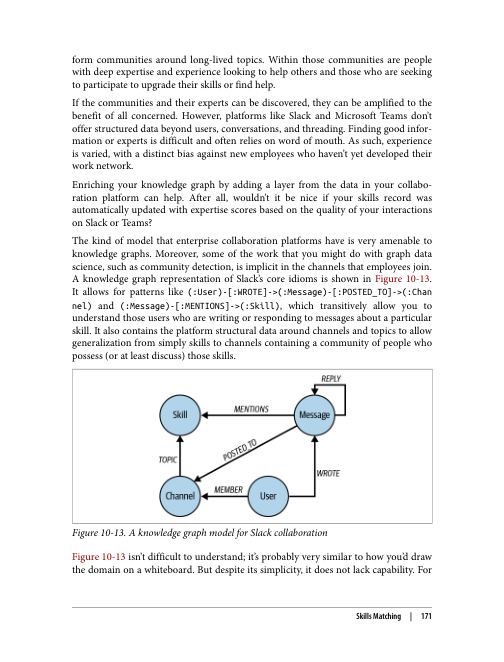 form communities around long-lived topics. Within those communities are people
with deep expertise and experience looking to help others and those who are seeking
to participate to upgrade their skills or find help.
If the communities and their experts can be discovered, they can be amplified to the
benefit of all concerned. However, platforms like Slack and Microsoft Teams don't
offer structured data beyond users, conversations, and threading. Finding good infor-
mation or experts is difficult and often relies on word of mouth. As such, experience
is varied, with a distinct bias against new employees who haven't yet developed their
work network.
Enriching your knowledge graph by adding a layer from the data in your collabo-
ration platform can help. After all, wouldn't it be nice if your skills record was
automatically updated with expertise scores based on the quality of your interactions
on Slack or Teams?
The kind of model that enterprise collaboration platforms have is very amenable to
knowledge graphs. Moreover, some of the work that you might do with graph data
science, such as community detection, is implicit in the channels that employees join.
A knowledge graph representation of Slack's core idioms is shown in Figure 10-13.
It allows for patterns like (:User)-[:WROTE]->(:Message)-[:POSTED_TO]->(:Chan
nel) and (:Message)-[:MENTIONS]->(:Skill), which transitively allow you to
understand those users who are writing or responding to messages about a particular
skill. It also contains the platform structural data around channels and topics to allow
generalization from simply skills to channels containing a community of people who
possess (or at least discuss) those skills.
REPLY
Skill
MENTIONS
Message
POSTED TO
TOPIC
WROTE
Channel
MEMBER
User
Figure 10-13. A knowledge graph model for Slack collaboration
Figure 10-13 isn't difficult to understand; it's probably very similar to how you'd draw
the domain on a whiteboard. But despite its simplicity, it does not lack capability. For
Skills Matching | 171